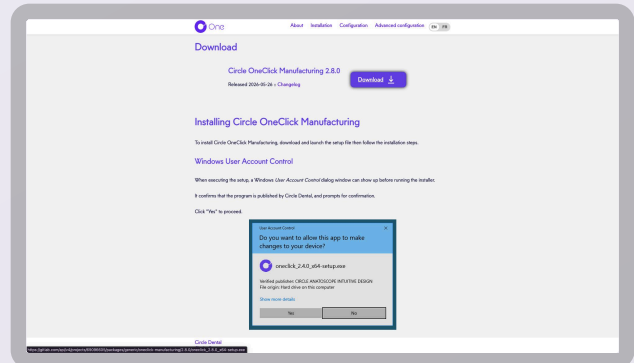 One
About Installation Configuration Advanced configuration EN FR
Download
Circle OneClick Manufacturing 2.8.0
Released 2026-05-26 - Changelog
Download
Installing Circle OneClick Manufacturing
To install Circle OneClick Manufacturing, download and launch the setup file then follow the installation steps.
Windows User Account Control
When executing the setup, a Windows User Account Control dialog window can show up before running the installer.
It confirms that the program is published by Circle Dental, and prompts for confirmation.
Click "Yes" to proceed.
User Account Control
Do you want to allow this app to make
changes to your device?
oneclick_2.4.0_x64-setup.exe
Verified publisher: CIRCLE ANATOSCOPE INTUITIVE DESIGN
File origin: Hard drive on this computer
Show more details
Yes No
Circle Dental